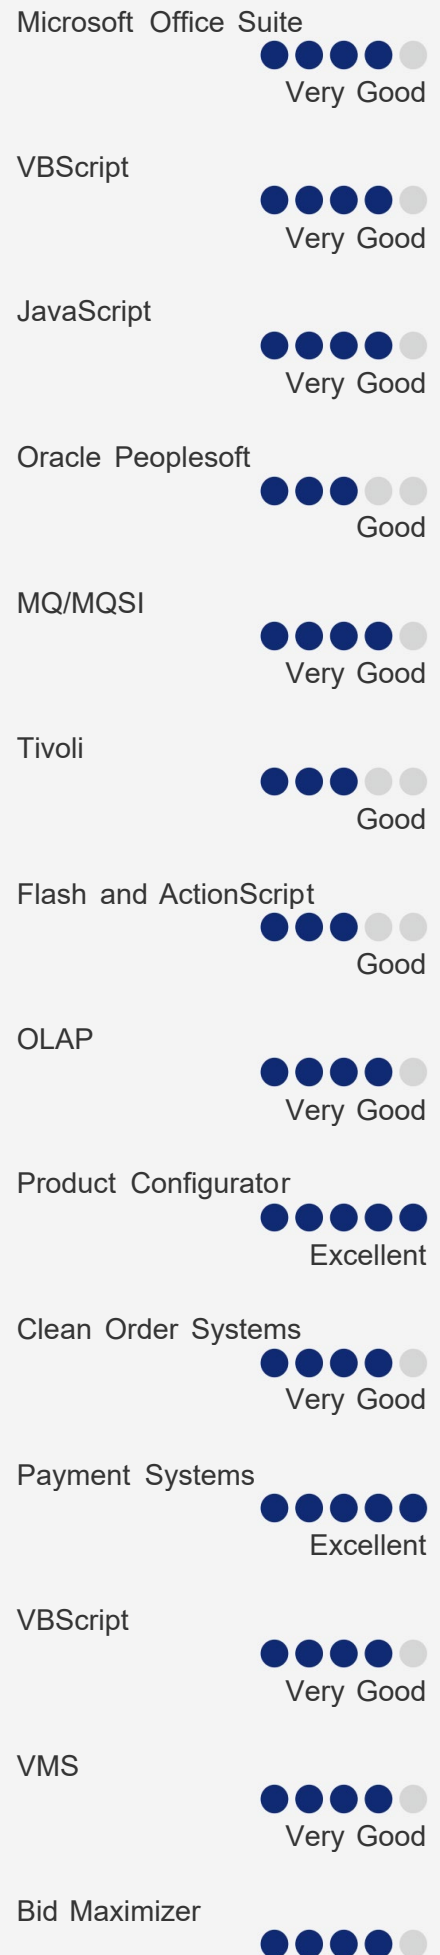 Microsoft Office Suite
Very Good
VBScript
Very Good
JavaScript
Very Good
Oracle Peoplesoft
Good
MQ/MQSI
Very Good
Tivoli
Good
Flash and ActionScript
Good
OLAP
Very Good
Product Configurator
Excellent
Clean Order Systems
Very Good
Payment Systems
Excellent
VBScript
Very Good
VMS
Very Good
Bid Maximizer